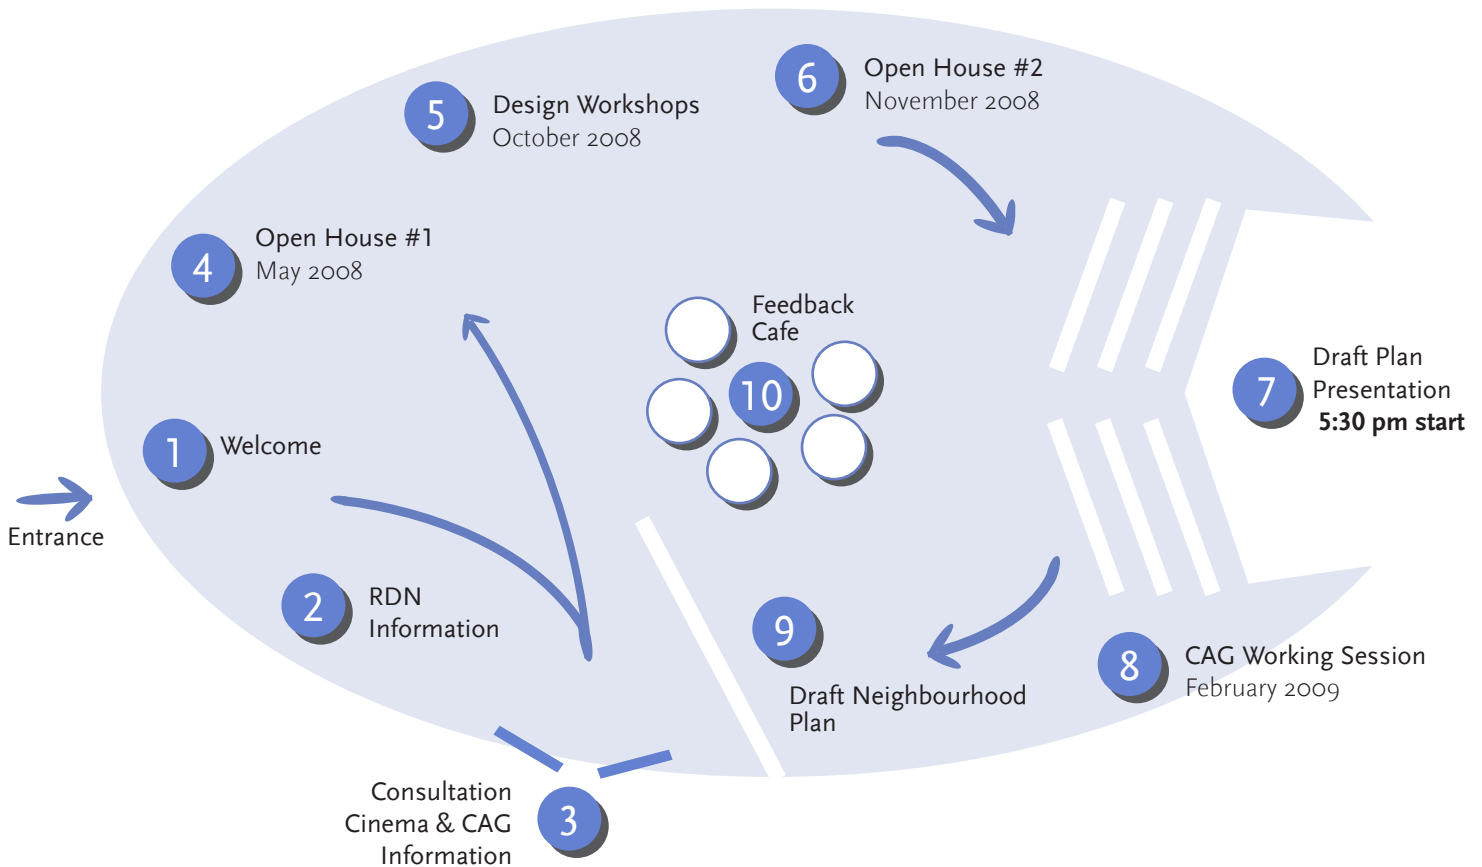 6
Open House #2
November 2008
5
Design Workshops
October 2008
4
Open House #1
May 2008
Feedback
Cafe
10
7
Draft Plan
Presentation
5:30 pm start
1
Welcome
Entrance
2
RDN
Information
9
Draft Neighbourhood
Plan
8
CAG Working Session
February 2009
3
Consultation
Cinema & CAG
Information